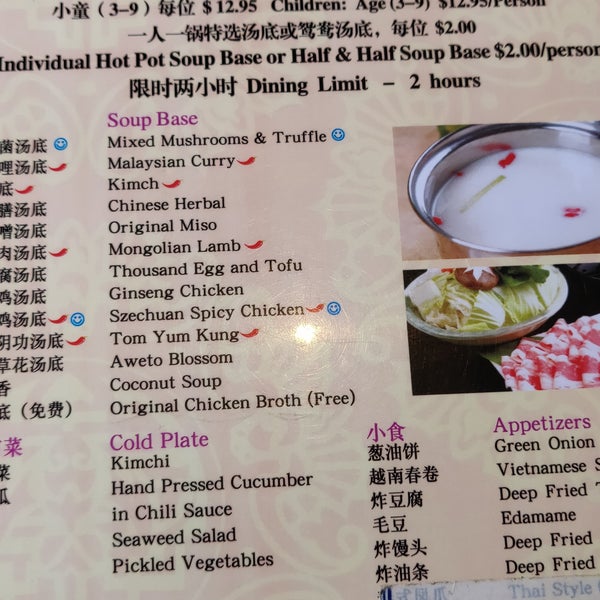 小童 (3-9) 每位 $12.95 Children: Age (3-9) $12.95/Person
一人一锅特选汤底或鸳鸯汤底，每位 $2.00
Individual Hot Pot Soup Base or Half & Half Soup Base $2.00/person
限时两小时 Dining Limit - 2 hours
Soup Base
菌汤底 Mixed Mushrooms & Truffle
哩汤底 Malaysian Curry
底 Kimch
膳汤底 Chinese Herbal
噌汤底 Original Miso
肉汤底 Mongolian Lamb
腐汤底 Thousand Egg and Tofu
鸡汤底 Ginseng Chicken
鸡汤底 Szechuan Spicy Chicken
阴功汤底 Tom Yum Kung
草花汤底 Aweto Blossom
香 Coconut Soup
底（免费） Original Chicken Broth (Free)
菜 Cold Plate
菜 Kimchi
瓜 Hand Pressed Cucumber
in Chili Sauce
Seaweed Salad
Pickled Vegetables
小食 Appetizers
葱油饼 Green Onion
越南春卷 Vietnamese S
炸豆腐 Deep Fried T
毛豆 Edamame
炸馒头 Deep Fried
炸油条 Deep Fried
式凤爪 Thai Style